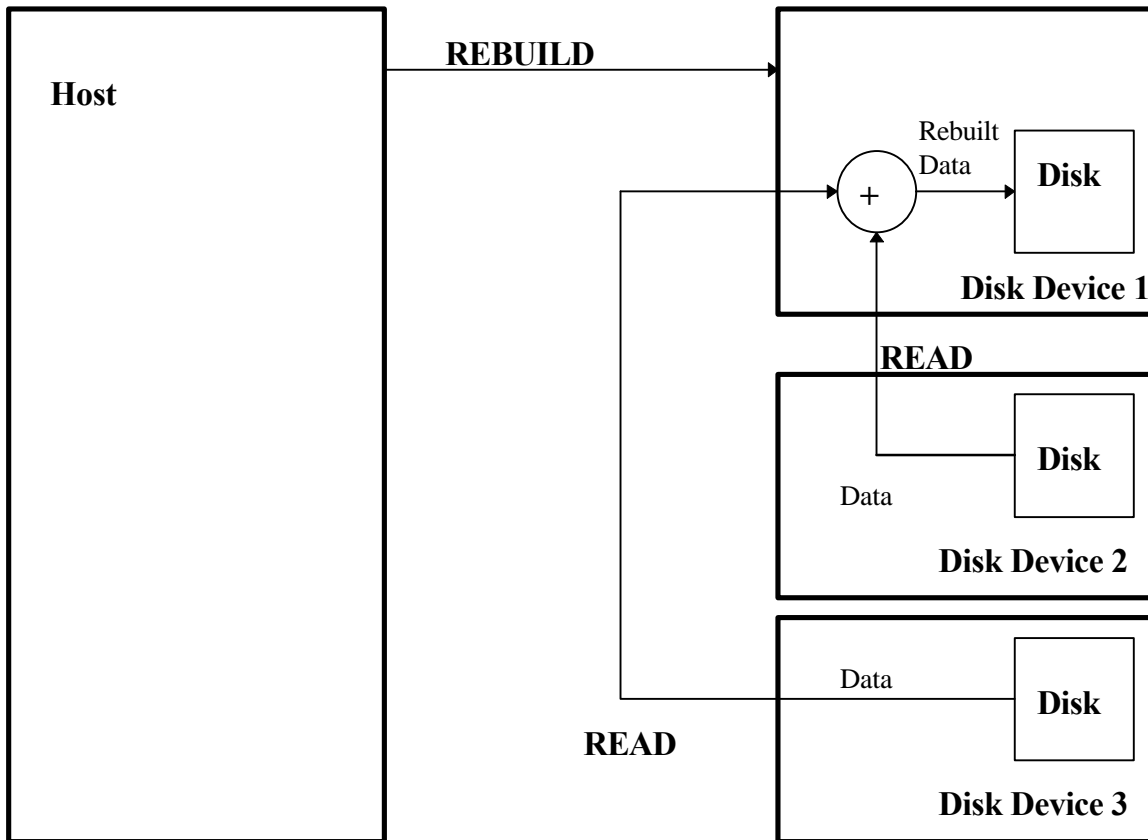 REBUILD
Host
Rebuilt
Data
Disk
+
Disk Device 1
READ
Disk
Data
Disk Device 2
Data
Disk
READ
Disk Device 3